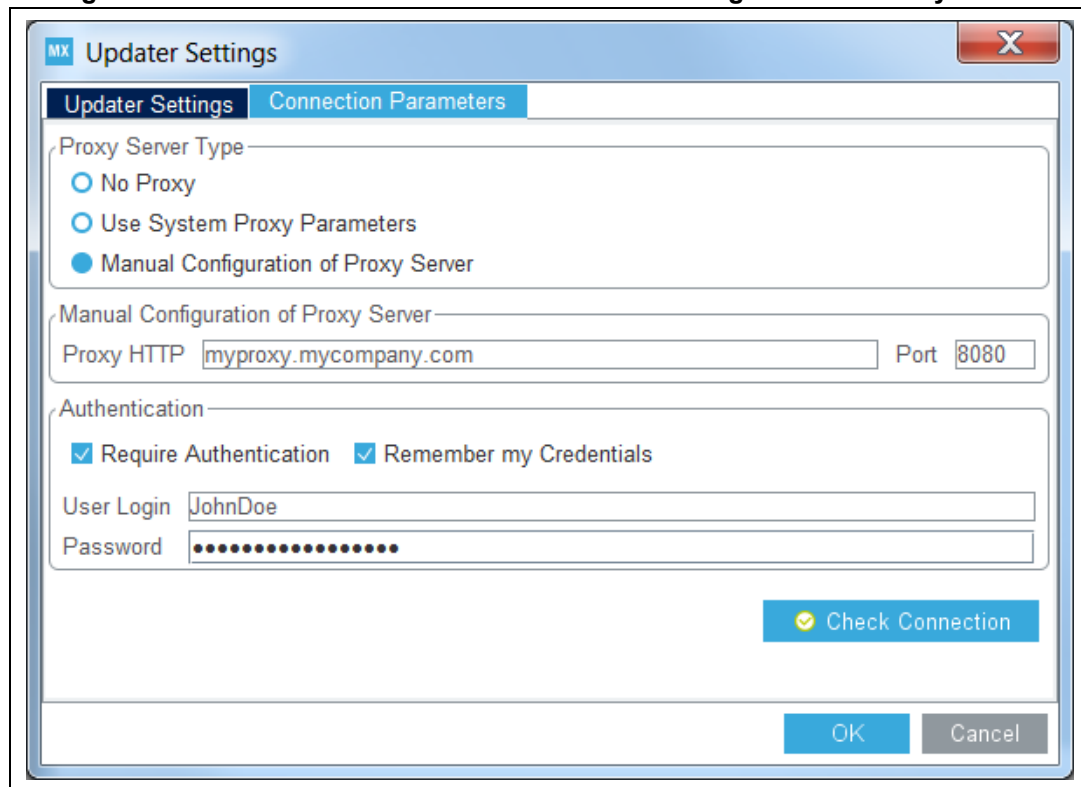 MX Updater Settings X
Updater Settings Connection Parameters
Proxy Server Type
No Proxy
Use System Proxy Parameters
Manual Configuration of Proxy Server
Manual Configuration of Proxy Server
Proxy HTTP myproxy.mycompany.com Port 8080
Authentication
Require Authentication Remember my Credentials
User Login JohnDoe
Password •••••••••••••••••
Check Connection
OK Cancel